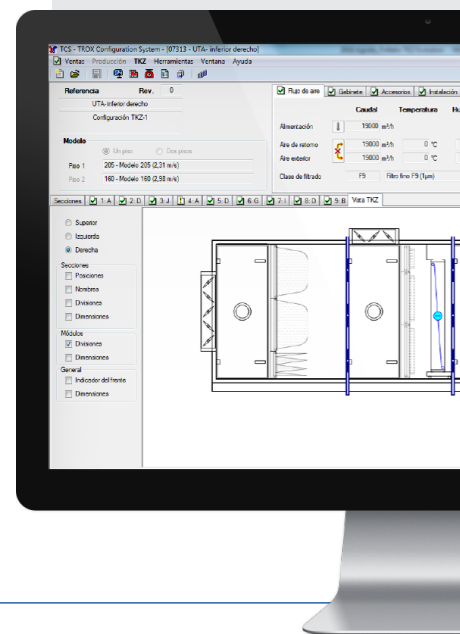 TCS - TROX Configuration System - [07313 - UTA- inferior derecho]
Ventas Producción TKZ Herramientas Ventana Ayuda
Referencia Rev. 0
UTA- inferior derecho
Configuración TKZ-1
Modelo
Un piso Dos pisos
Piso 1 205 - Modelo 205 (2,31 m/s)
Piso 2 160 - Modelo 160 (2,98 m/s)
Flujo de aire Gabinete Accesorios Instalación
Caudal Temperatura Hu
Alimentación 19000 m³/h
Aire de retorno 19000 m³/h 0 ºC
Aire exterior 19000 m³/h 0 ºC
Clase de filtrado F9 Filtro fino F9 (1µm)
Secciones 1: A 2: D 3: J 4: A 5: D 6: G 7: I 8: D 9: B Vista TKZ
Superior
Izquierda
Derecha
Secciones
Posiciones
Nombres
Divisiones
Dimensiones
Módulos
Divisiones
Dimensiones
General
Indicador del frente
Dimensiones